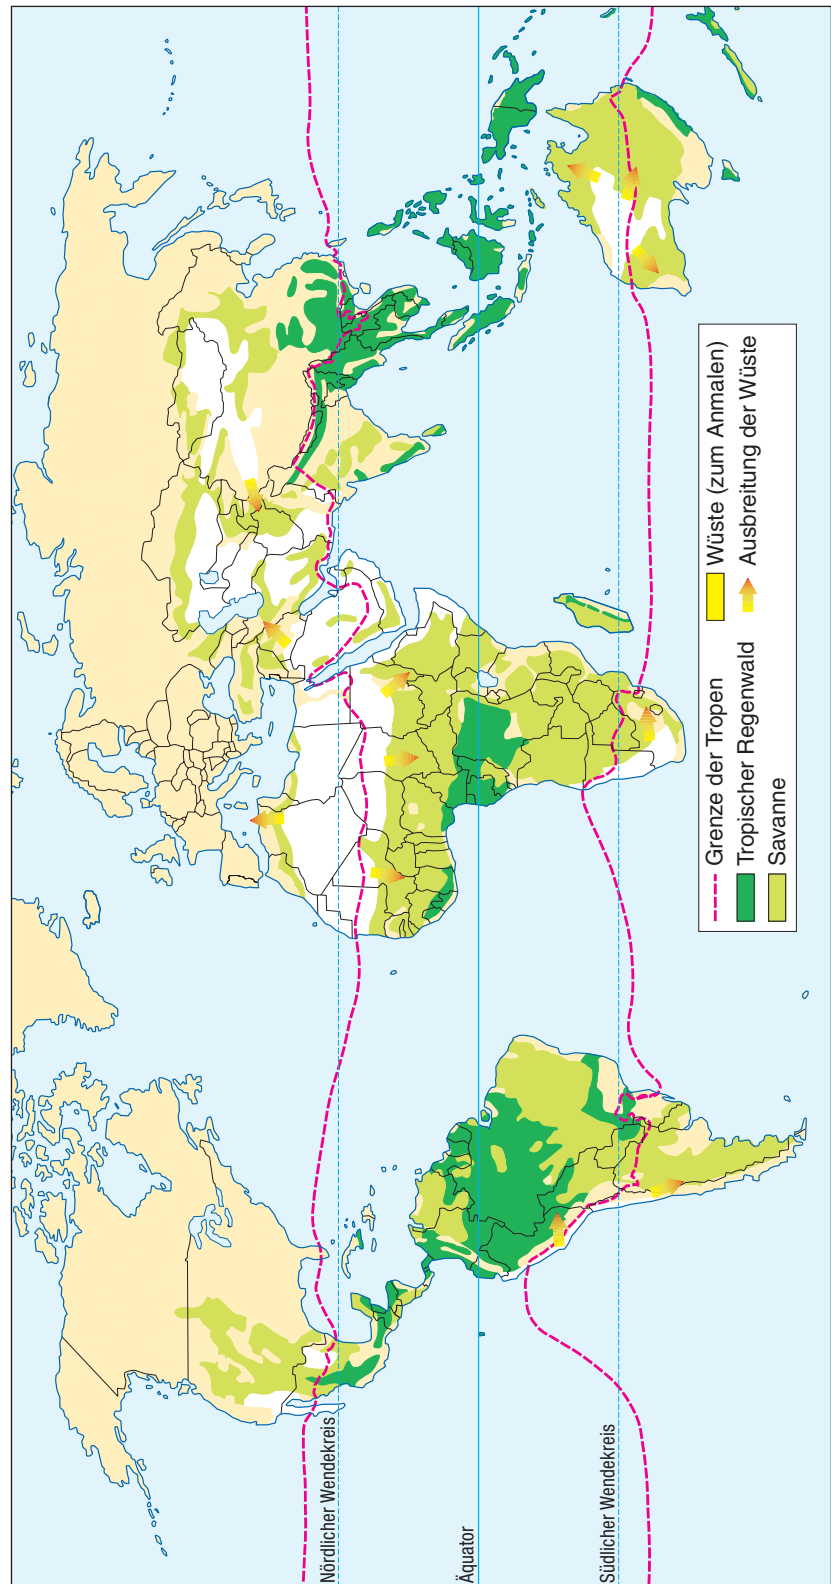 Nördlicher Wendekreis
Äquator
Südlicher Wendekreis
Grenze der Tropen
Tropischer Regenwald
Savanne
Wüste (zum Anmalen)
Ausbreitung der Wüste